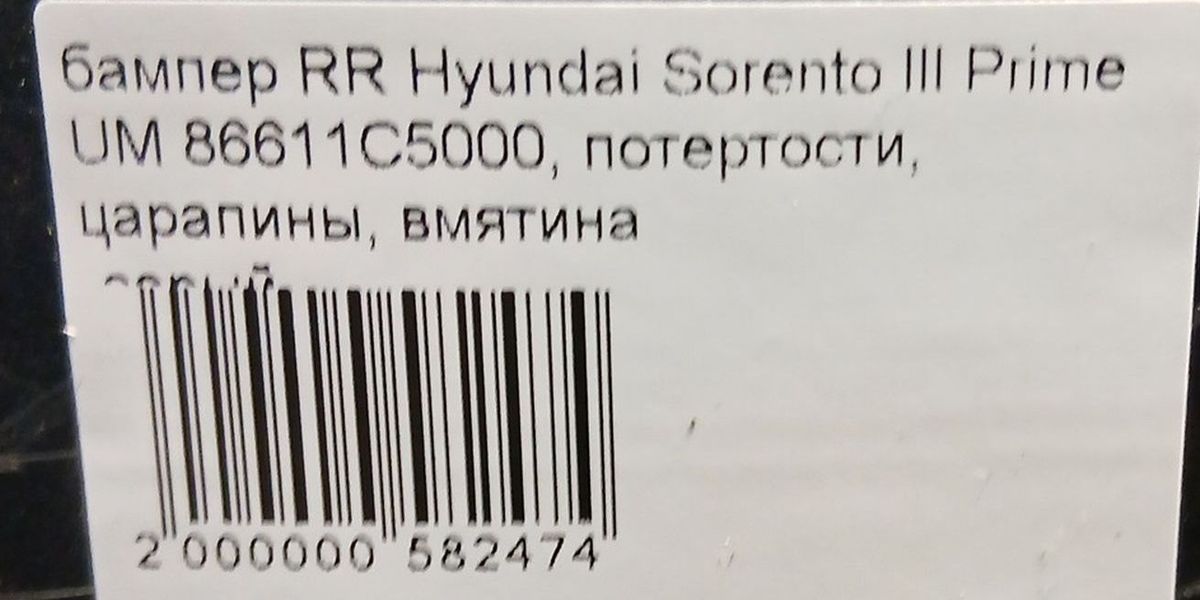 бампер RR Hyundai Sorento III Prime
UM 86611C5000, потертости,
царапины, вмятина
2 000000 582474